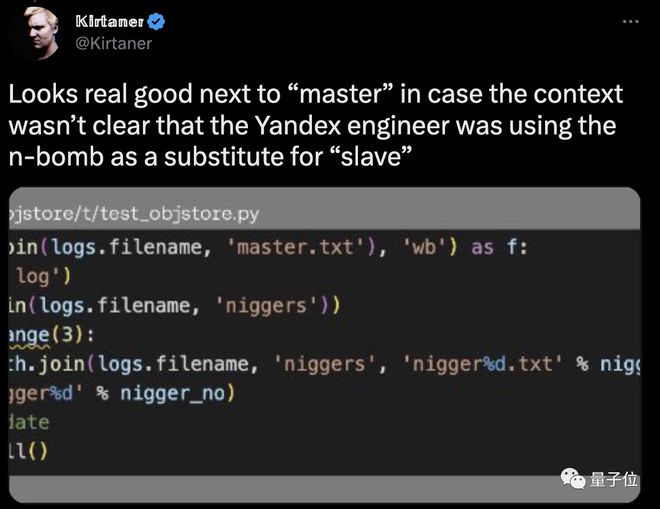 Kirtaner
@Kirtaner
Looks real good next to “master” in case the context
wasn’t clear that the Yandex engineer was using the
n-bomb as a substitute for “slave”
ojstore/t/test_objstore.py
oin(logs.filename, 'master.txt'), 'wb') as f:
log')
in(logs.filename, 'niggers'))
ange(3):
th.join(logs.filename, 'niggers', 'nigger%d.txt' % nigg
gger%d' % nigger_no)
date
ll()
量子位